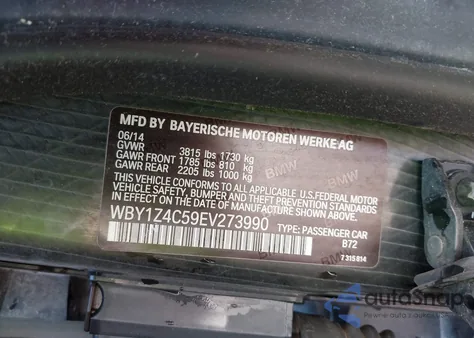 MFD BY BAYERISCHE MOTOREN WERKE AG
06/14
GVWR 3815 lbs 1730 kg
GAWR FRONT 1785 lbs 810 kg
GAWR REAR 2205 lbs 1000 kg
THIS VEHICLE CONFORMS TO ALL APPLICABLE U.S. FEDERAL MOTOR
VEHICLE SAFETY, BUMPER AND THEFT PREVENTION STANDARDS IN
EFFECT ON THE DATE OF MANUFACTURE SHOWN ABOVE.
WBY1Z4C59EV273990 TYPE: PASSENGER CAR
B72
7315814
autoSnap
Pewne auta z